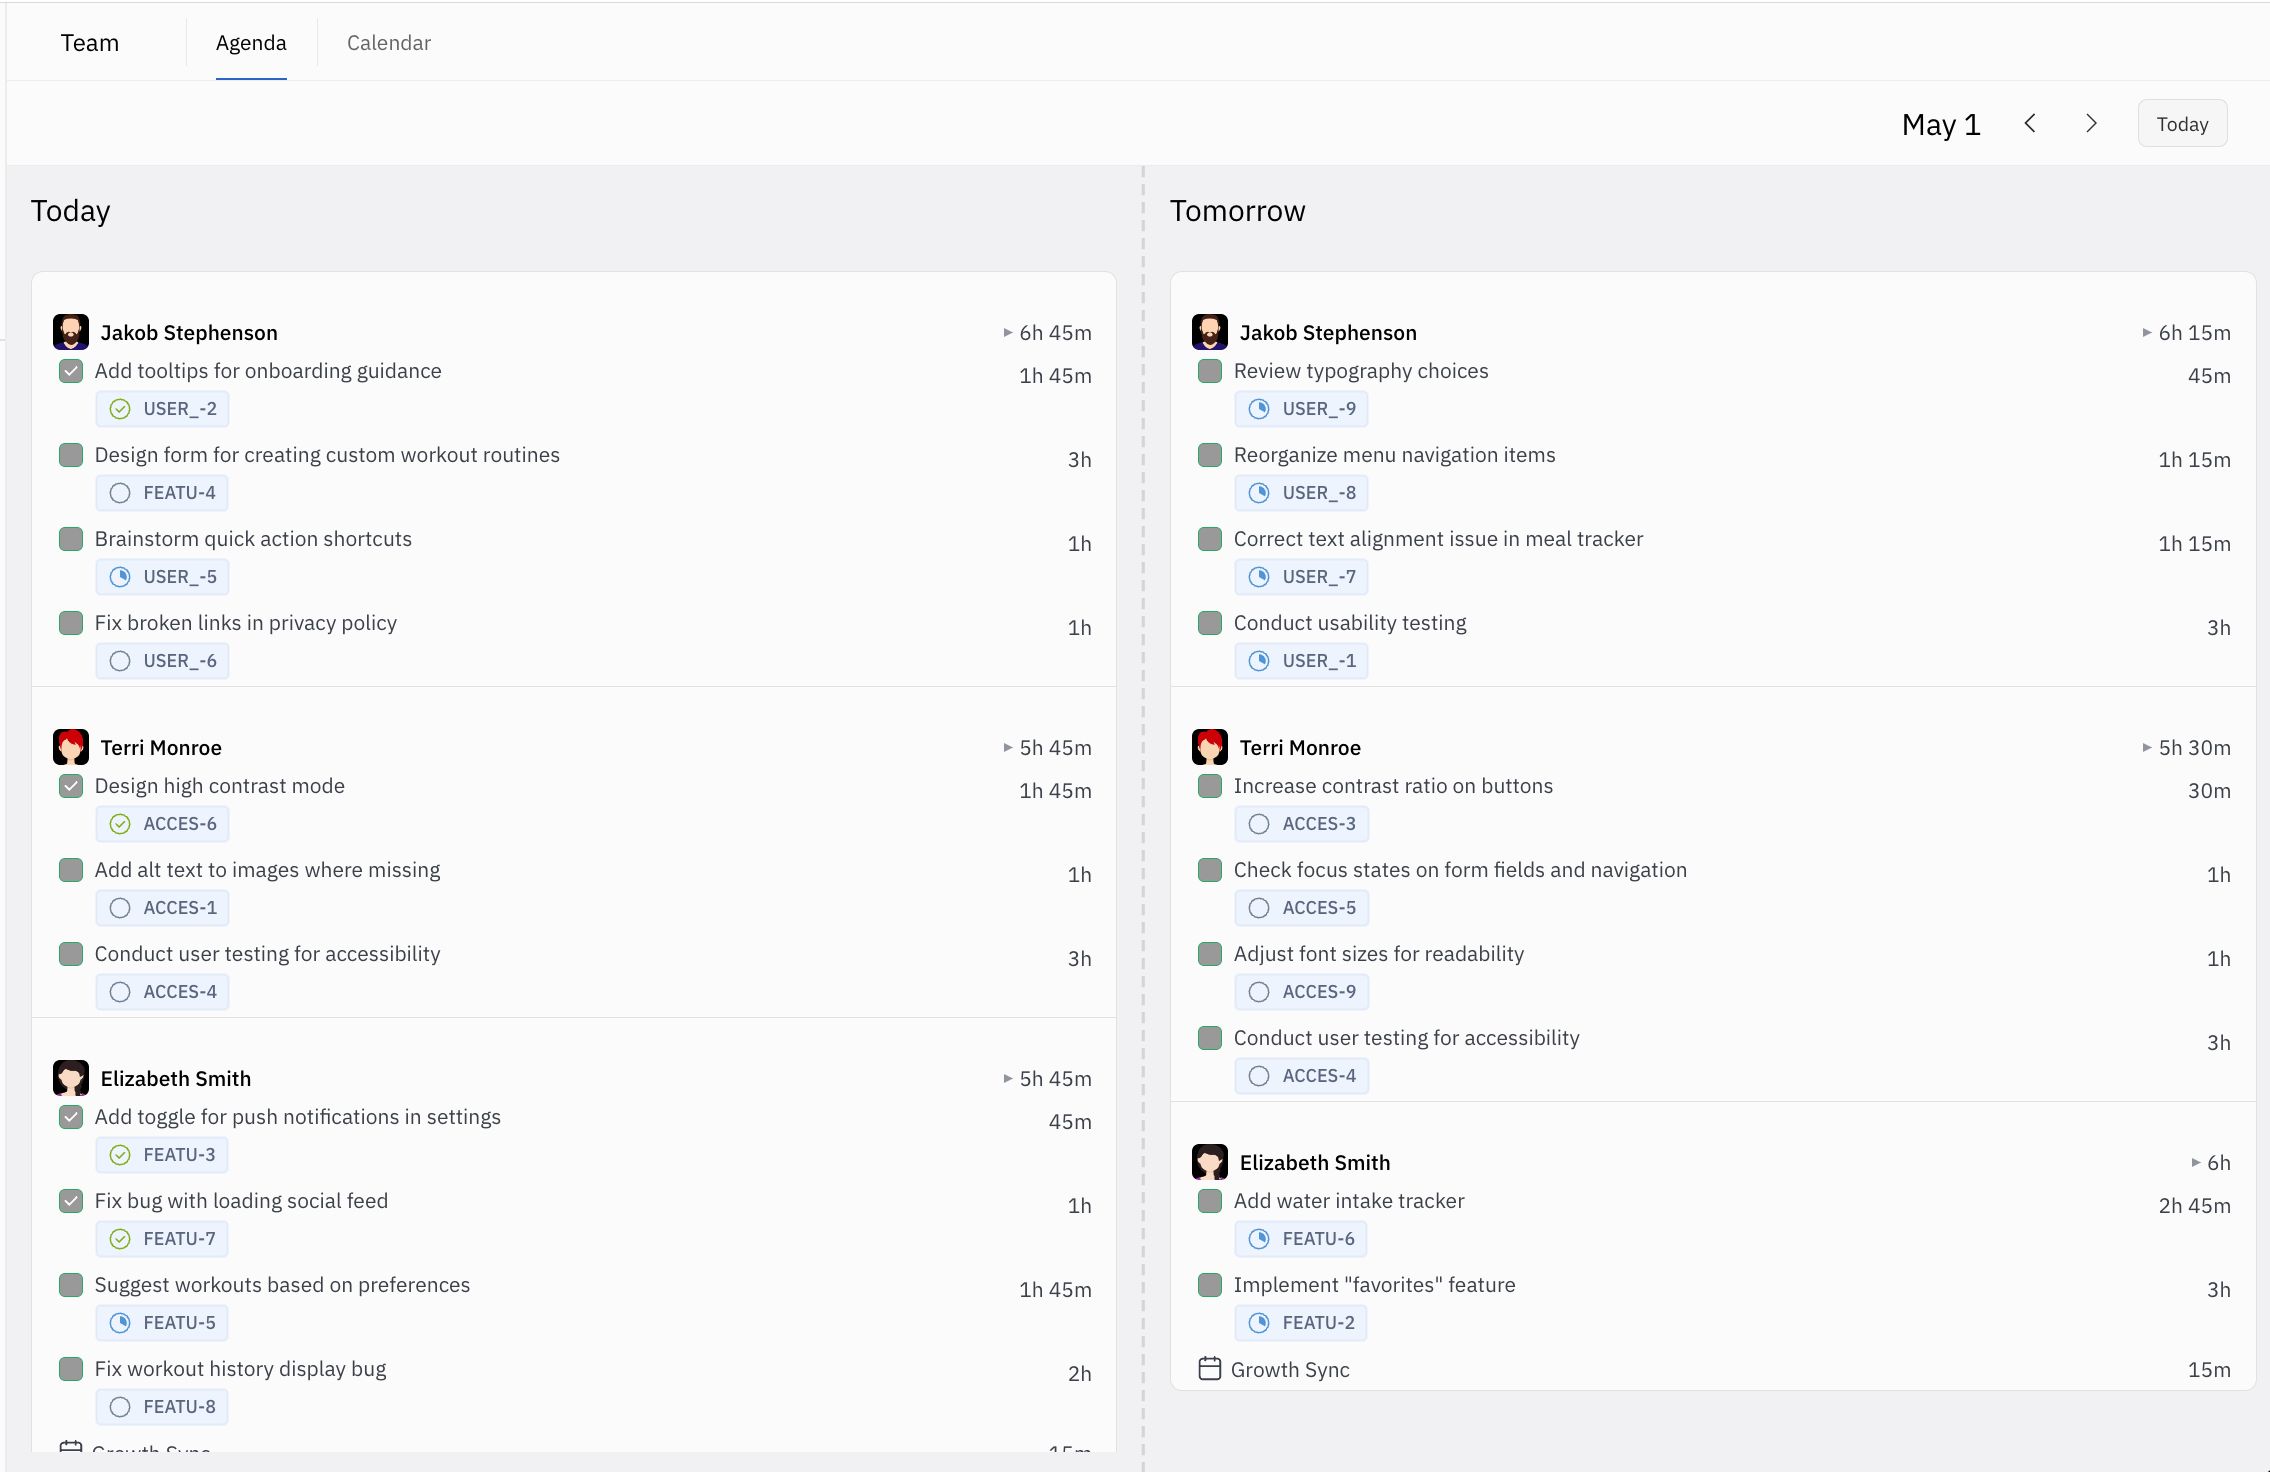 Team
Agenda
Calendar
May 1
Today
Today
Jakob Stephenson
6h 45m
Add tooltips for onboarding guidance
1h 45m
USER_-2
Design form for creating custom workout routines
3h
FEATU-4
Brainstorm quick action shortcuts
1h
USER_-5
Fix broken links in privacy policy
1h
USER_-6
Terri Monroe
5h 45m
Design high contrast mode
1h 45m
ACCES-6
Add alt text to images where missing
1h
ACCES-1
Conduct user testing for accessibility
3h
ACCES-4
Elizabeth Smith
5h 45m
Add toggle for push notifications in settings
45m
FEATU-3
Fix bug with loading social feed
1h
FEATU-7
Suggest workouts based on preferences
1h 45m
FEATU-5
Fix workout history display bug
2h
FEATU-8
Growth Sync
15m
Tomorrow
Jakob Stephenson
6h 15m
Review typography choices
45m
USER_-9
Reorganize menu navigation items
1h 15m
USER_-8
Correct text alignment issue in meal tracker
1h 15m
USER_-7
Conduct usability testing
3h
USER_-1
Terri Monroe
5h 30m
Increase contrast ratio on buttons
30m
ACCES-3
Check focus states on form fields and navigation
1h
ACCES-5
Adjust font sizes for readability
1h
ACCES-9
Conduct user testing for accessibility
3h
ACCES-4
Elizabeth Smith
6h
Add water intake tracker
2h 45m
FEATU-6
Implement "favorites" feature
3h
FEATU-2
Growth Sync
15m